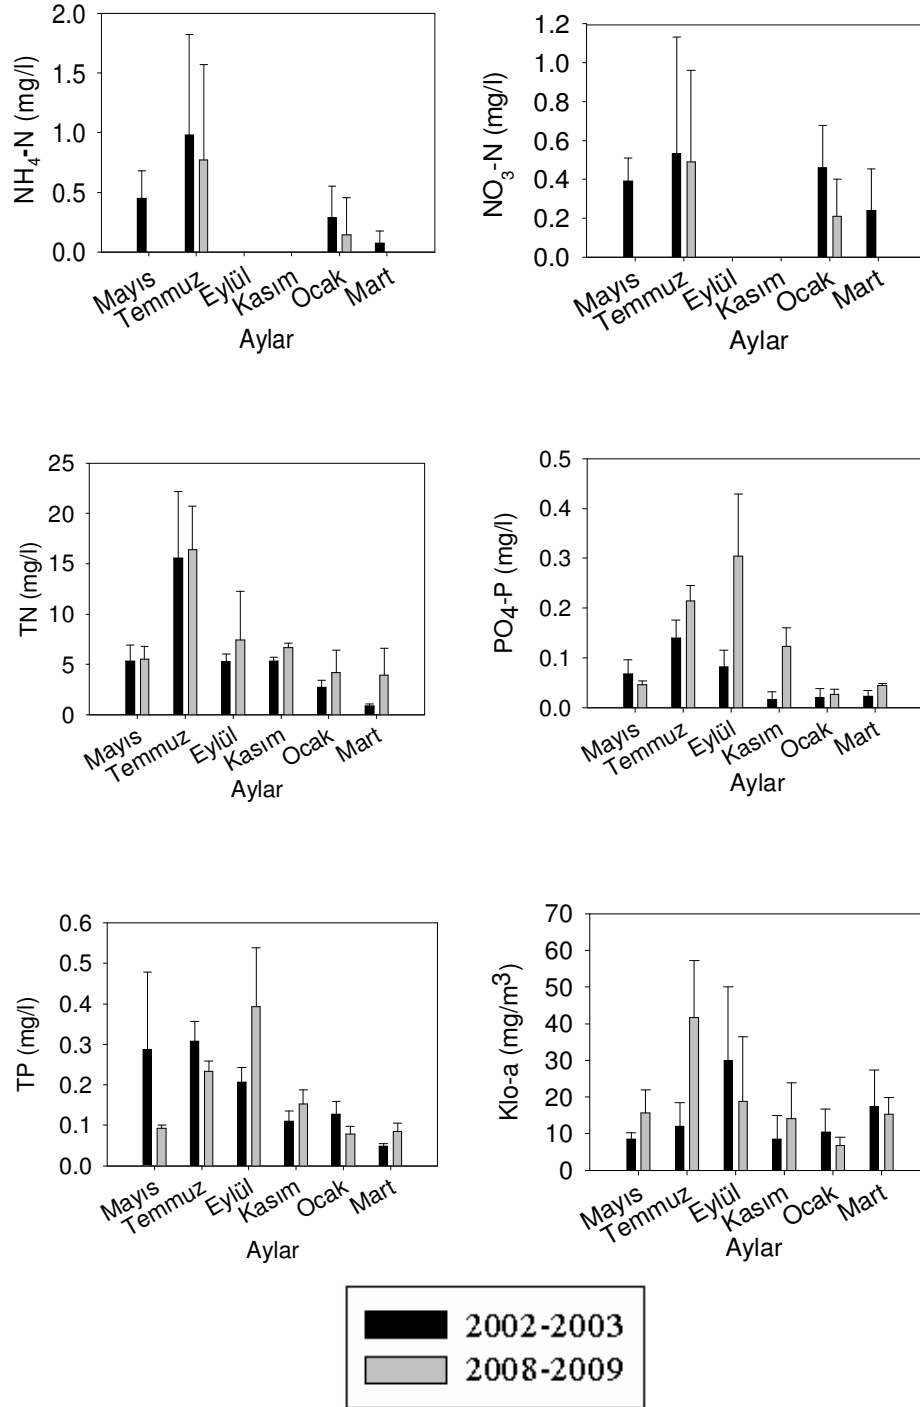 NH4-N (mg/l)
2.0
1.5
1.0
0.5
0.0
Mayıs
Temmuz
Eylül
Kasım
Ocak
Mart
Aylar
NO3-N (mg/l)
1.2
1.0
0.8
0.6
0.4
0.2
0.0
Mayıs
Temmuz
Eylül
Kasım
Ocak
Mart
Aylar
TN (mg/l)
25
20
15
10
5
0
Mayıs
Temmuz
Eylül
Kasım
Ocak
Mart
Aylar
PO4-P (mg/l)
0.5
0.4
0.3
0.2
0.1
0.0
Mayıs
Temmuz
Eylül
Kasım
Ocak
Mart
Aylar
TP (mg/l)
0.6
0.5
0.4
0.3
0.2
0.1
0.0
Mayıs
Temmuz
Eylül
Kasım
Ocak
Mart
Aylar
Klo-a (mg/m3)
70
60
50
40
30
20
10
0
Mayıs
Temmuz
Eylül
Kasım
Ocak
Mart
Aylar
2002-2003
2008-2009